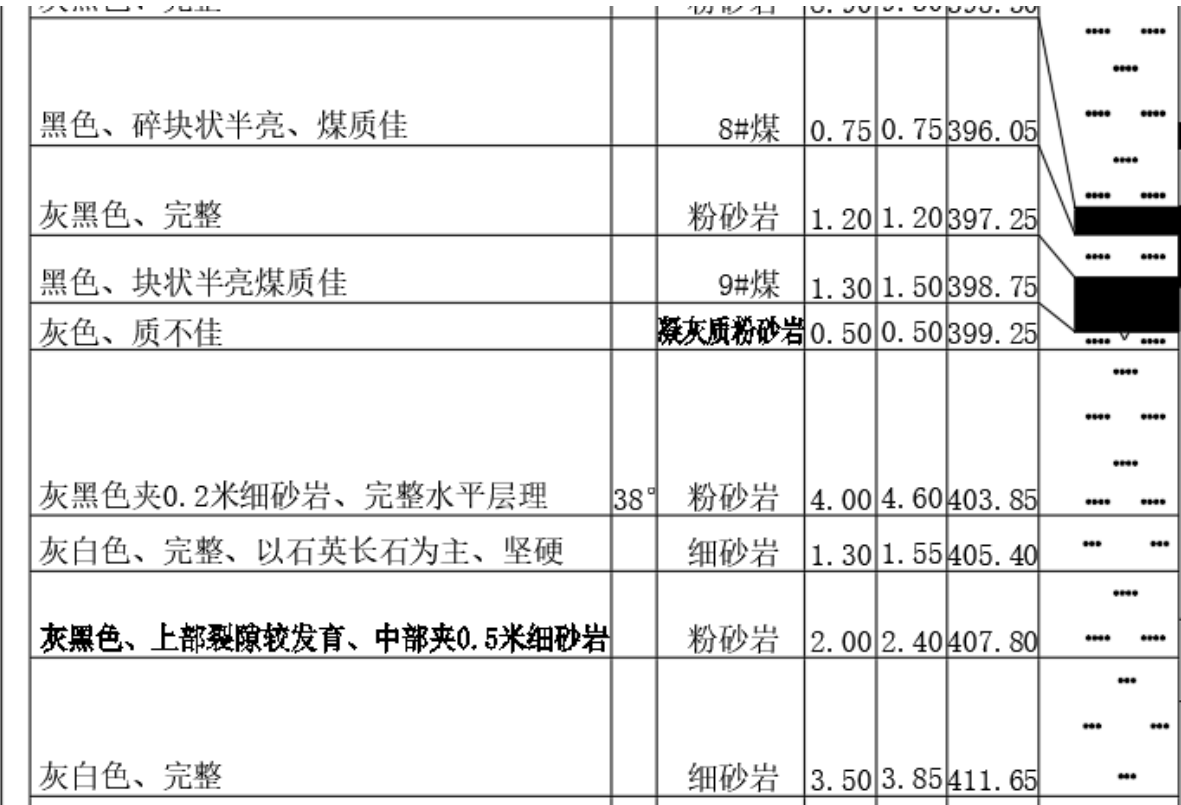 黑色、碎块状半亮、煤质佳 8#煤 0.75 0.75 396.05
灰黑色、完整 粉砂岩 1.20 1.20 397.25
黑色、块状半亮煤质佳 9#煤 1.30 1.50 398.75
灰色、质不佳 凝灰质粉砂岩 0.50 0.50 399.25
灰黑色夹0.2米细砂岩、完整水平层理 38° 粉砂岩 4.00 4.60 403.85
灰白色、完整、以石英长石为主、坚硬 细砂岩 1.30 1.55 405.40
灰黑色、上部裂隙较发育、中部夹0.5米细砂岩 粉砂岩 2.00 2.40 407.80
灰白色、完整 细砂岩 3.50 3.85 411.65